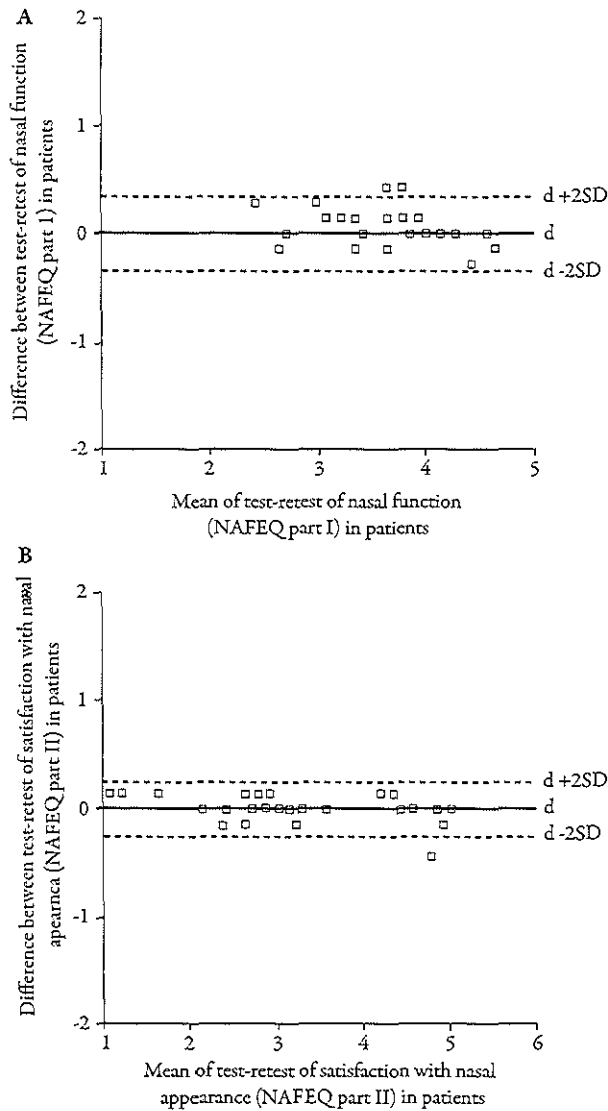 A
2
1
0
-1
-2
Difference between test-retest of nasal function
(NAFEQ part I) in patients
d +2SD
d
d -2SD
1 2 3 4 5
Mean of test-retest of nasal function
(NAFEQ part I) in patients
B
2
1
0
-1
-2
Difference between test-retest of satisfaction with nasal
apearnca (NAFEQ part II) in patients
d +2SD
d
d -2SD
1 2 3 4 5 6
Mean of test-retest of satisfaction with nasal
appearance (NAFEQ part II) in patients